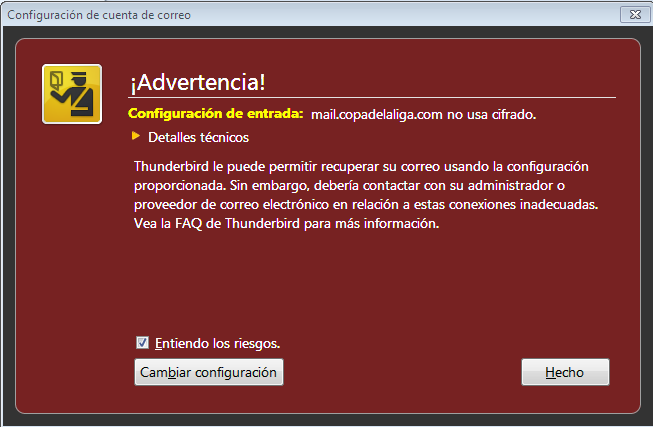 Configuración de cuenta de correo
¡Advertencia!
Configuración de entrada: mail.copadelaliga.com no usa cifrado.
Detalles técnicos
Thunderbird le puede permitir recuperar su correo usando la configuración
proporcionada. Sin embargo, debería contactar con su administrador o
proveedor de correo electrónico en relación a estas conexiones inadecuadas.
Vea la FAQ de Thunderbird para más información.
Entiendo los riesgos.
Cambiar configuración
Hecho